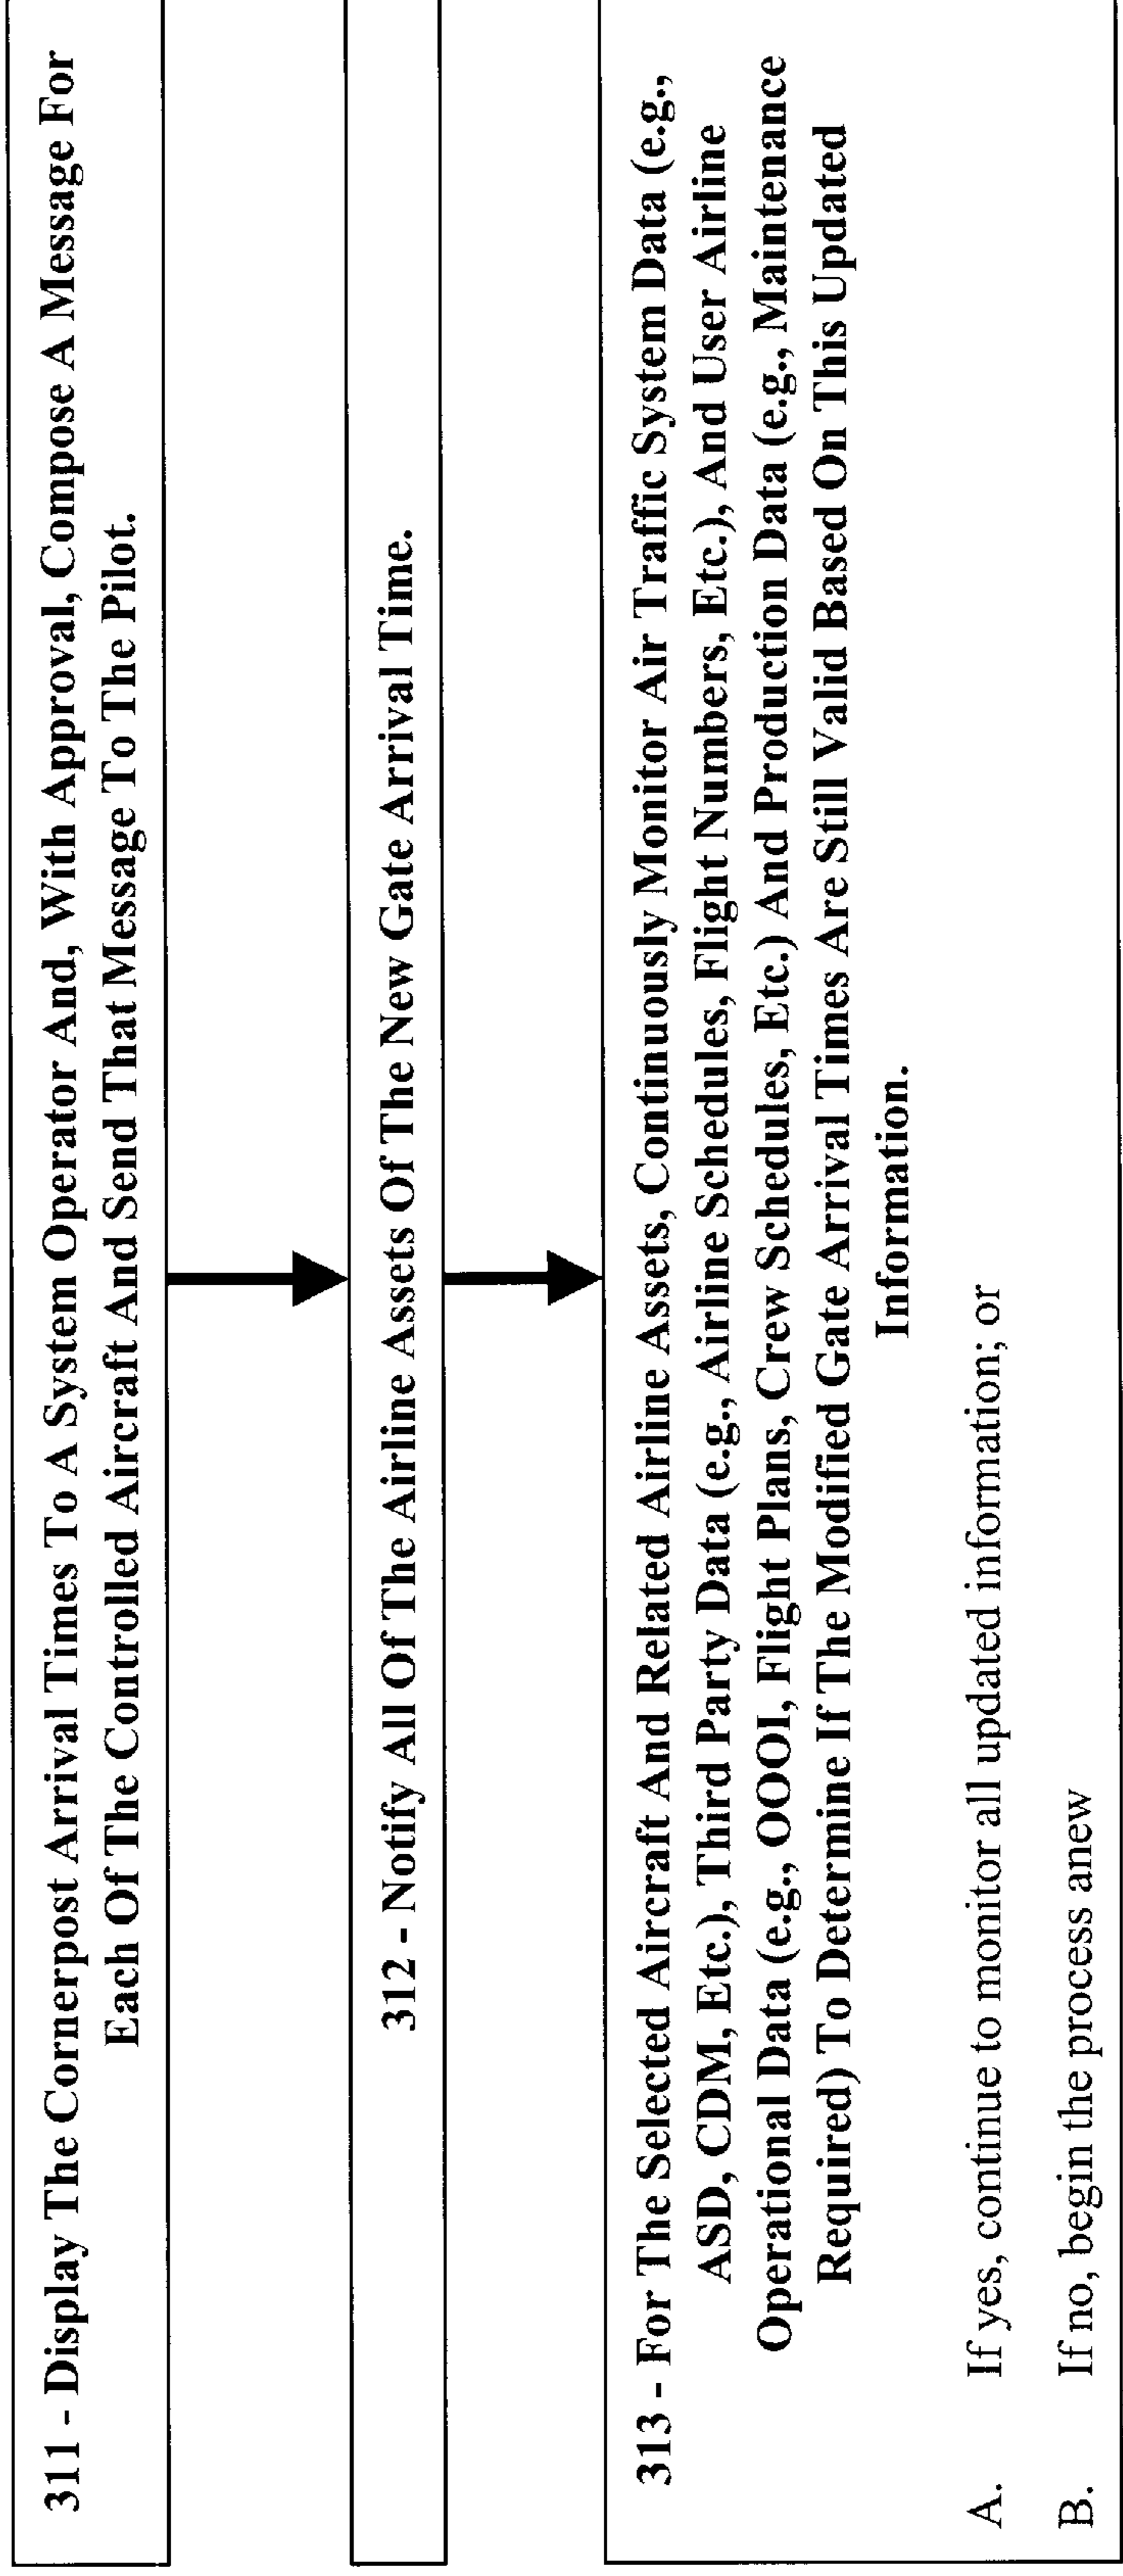 311 - Display The Cornerpost Arrival Times To A System Operator And, With Approval, Compose A Message For
Each Of The Controlled Aircraft And Send That Message To The Pilot.
312 - Notify All Of The Airline Assets Of The New Gate Arrival Time.
313 - For The Selected Aircraft And Related Airline Assets, Continuously Monitor Air Traffic System Data (e.g.,
ASD, CDM, Etc.), Third Party Data (e.g., Airline Schedules, Flight Numbers, Etc.), And User Airline
Operational Data (e.g., OOOI, Flight Plans, Crew Schedules, Etc.) And Production Data (e.g., Maintenance
Required) To Determine If The Modified Gate Arrival Times Are Still Valid Based On This Updated
Information.
A. If yes, continue to monitor all updated information; or
B. If no, begin the process anew